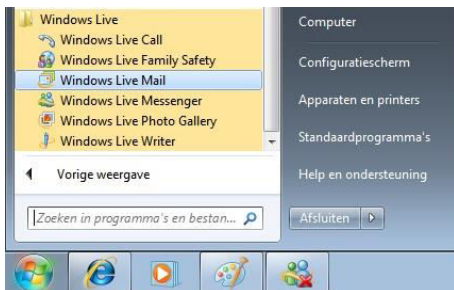 Windows Live
Windows Live Call
Windows Live Family Safety
Windows Live Mail
Windows Live Messenger
Windows Live Photo Gallery
Windows Live Writer
Vorige weergave
Zoeken in programma's en bestan...
Computer
Configuratiescherm
Apparaten en printers
Standaardprogramma's
Help en ondersteuning
Afsluiten